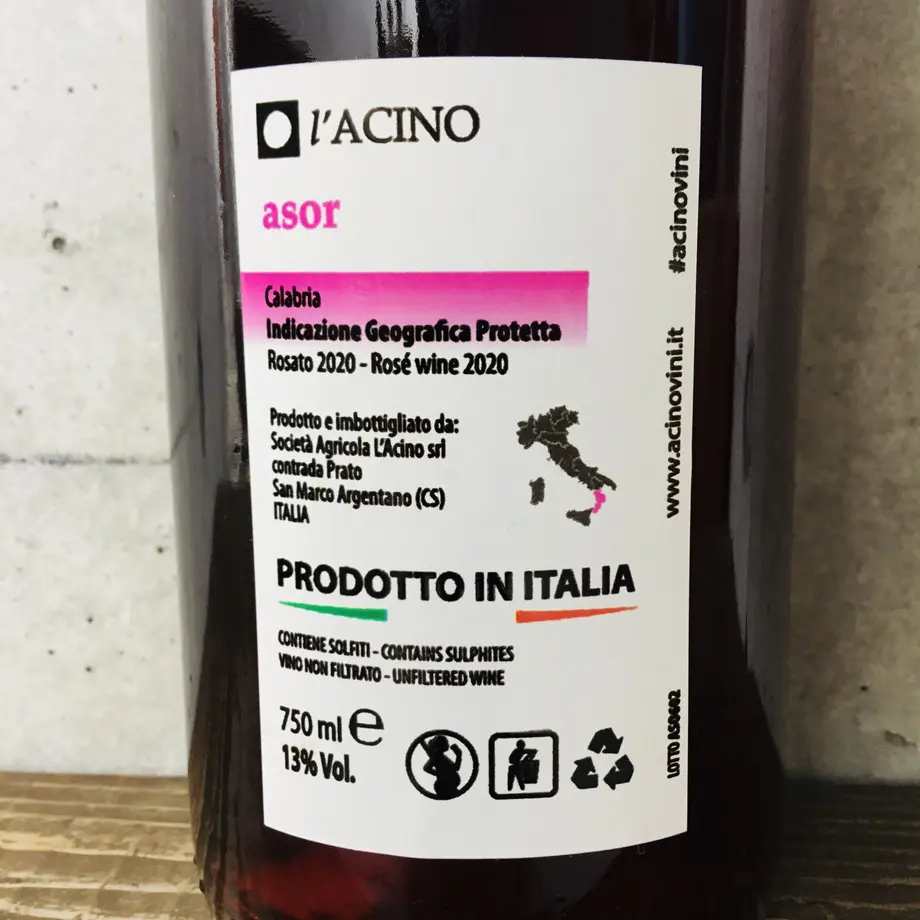 l'ACINO
asor
Calabria
Indicazione Geografica Protetta
Rosato 2020 - Rosé wine 2020
Prodotto e imbottigliato da:
Società Agricola L'Acino srl
contrada Prato
San Marco Argentano (CS)
ITALIA
PRODOTTO IN ITALIA
CONTIENE SOLFITI - CONTAINS SULPHITES
VINO NON FILTRATO - UNFILTERED WINE
750 ml e
13% Vol.
#acinovini
www.acinovini.it
LOTTO AS0602